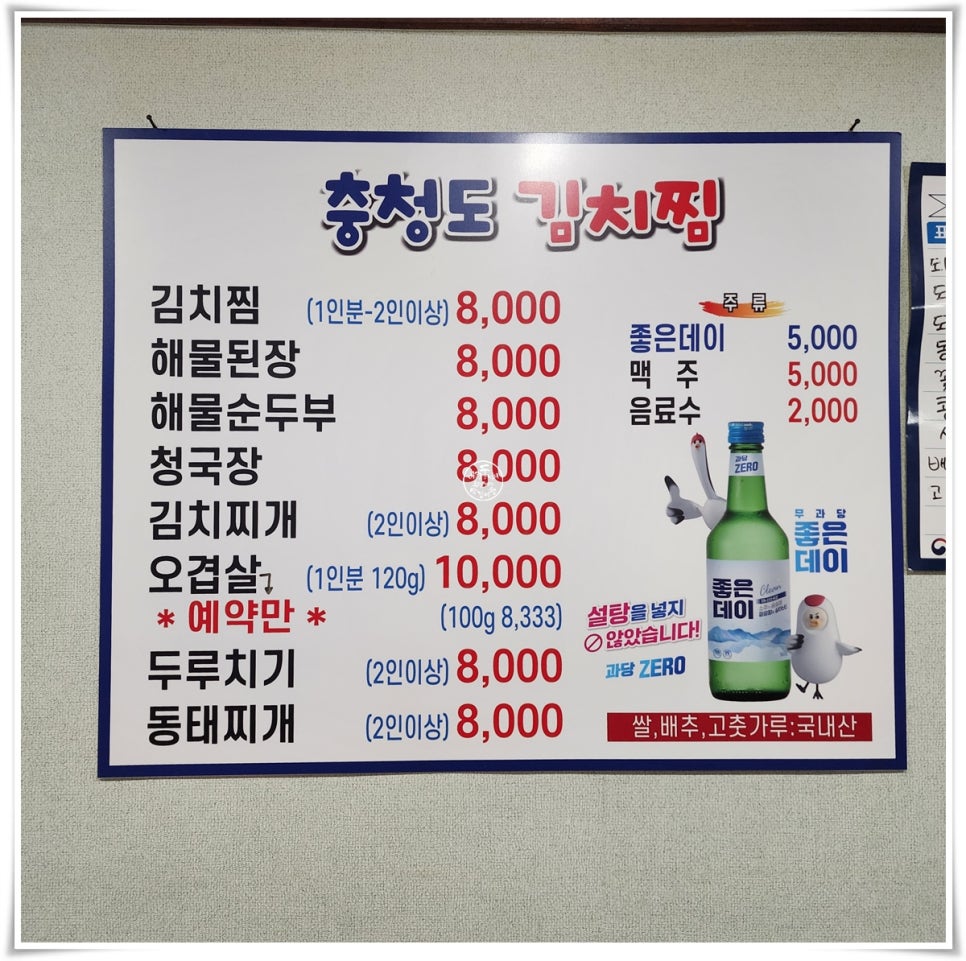 충청도 김치찜
김치찜 (1인분-2인이상) 8,000
해물된장 8,000
해물순두부 8,000
청국장 8,000
김치찌개 (2인이상) 8,000
오겹살 (1인분 120g) 10,000
* 예약만 * (100g 8,333)
두루치기 (2인이상) 8,000
동태찌개 (2인이상) 8,000
주 류
좋은데이 5,000
맥 주 5,000
음료수 2,000
과당
ZERO
무 과 당
좋은
데이
좋은
데이
Clean
설탕을 넣지
않았습니다!
과당 ZERO
쌀,배추,고춧가루:국내산